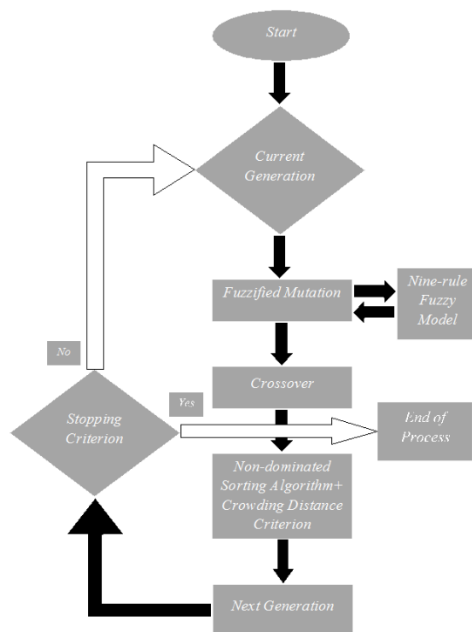 Start
Current
Generation
Fuzzified Mutation
Nine-rule
Fuzzy
Model
No
Crossover
Yes
Stopping
Criterion
End of
Process
Non-dominated
Sorting Algorithm+
Crowding Distance
Criterion
Next Generation